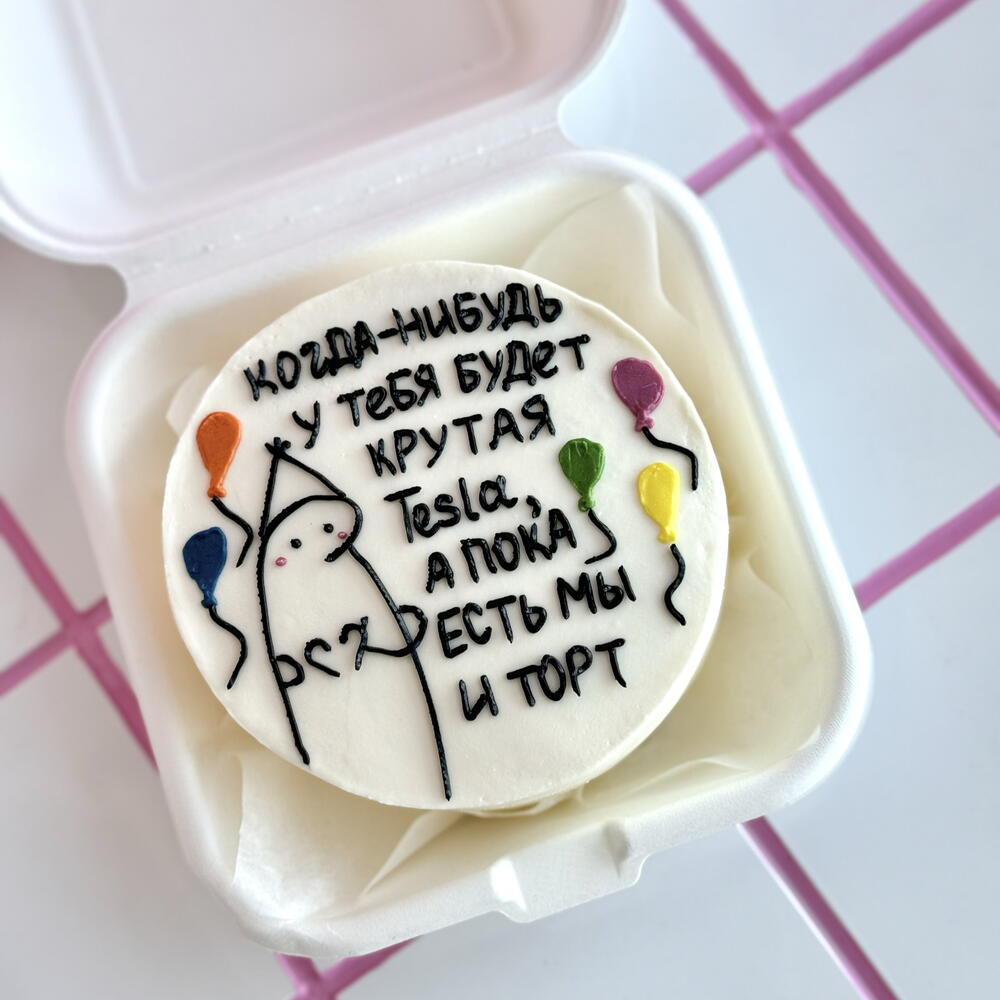 КОГДА-НИБУДЬ
У ТЕБЯ БУДЕТ
КРУТАЯ
Tesla,
А ПОКА
ЕСТЬ МЫ
И ТОРТ